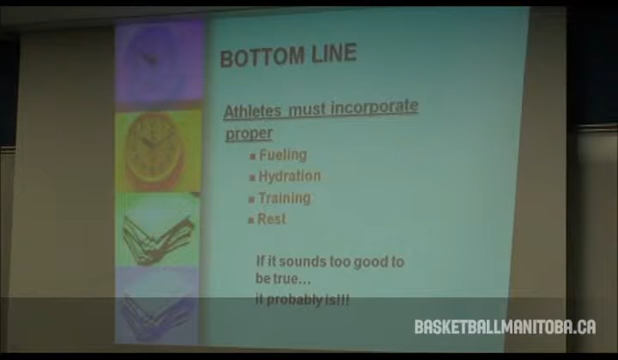 BOTTOM LINE
Athletes must incorporate
proper
Fueling
Hydration
Training
Rest
If it sounds too good to
be true...
it probably is!!!
BASKETBALLMANITOBA.CA